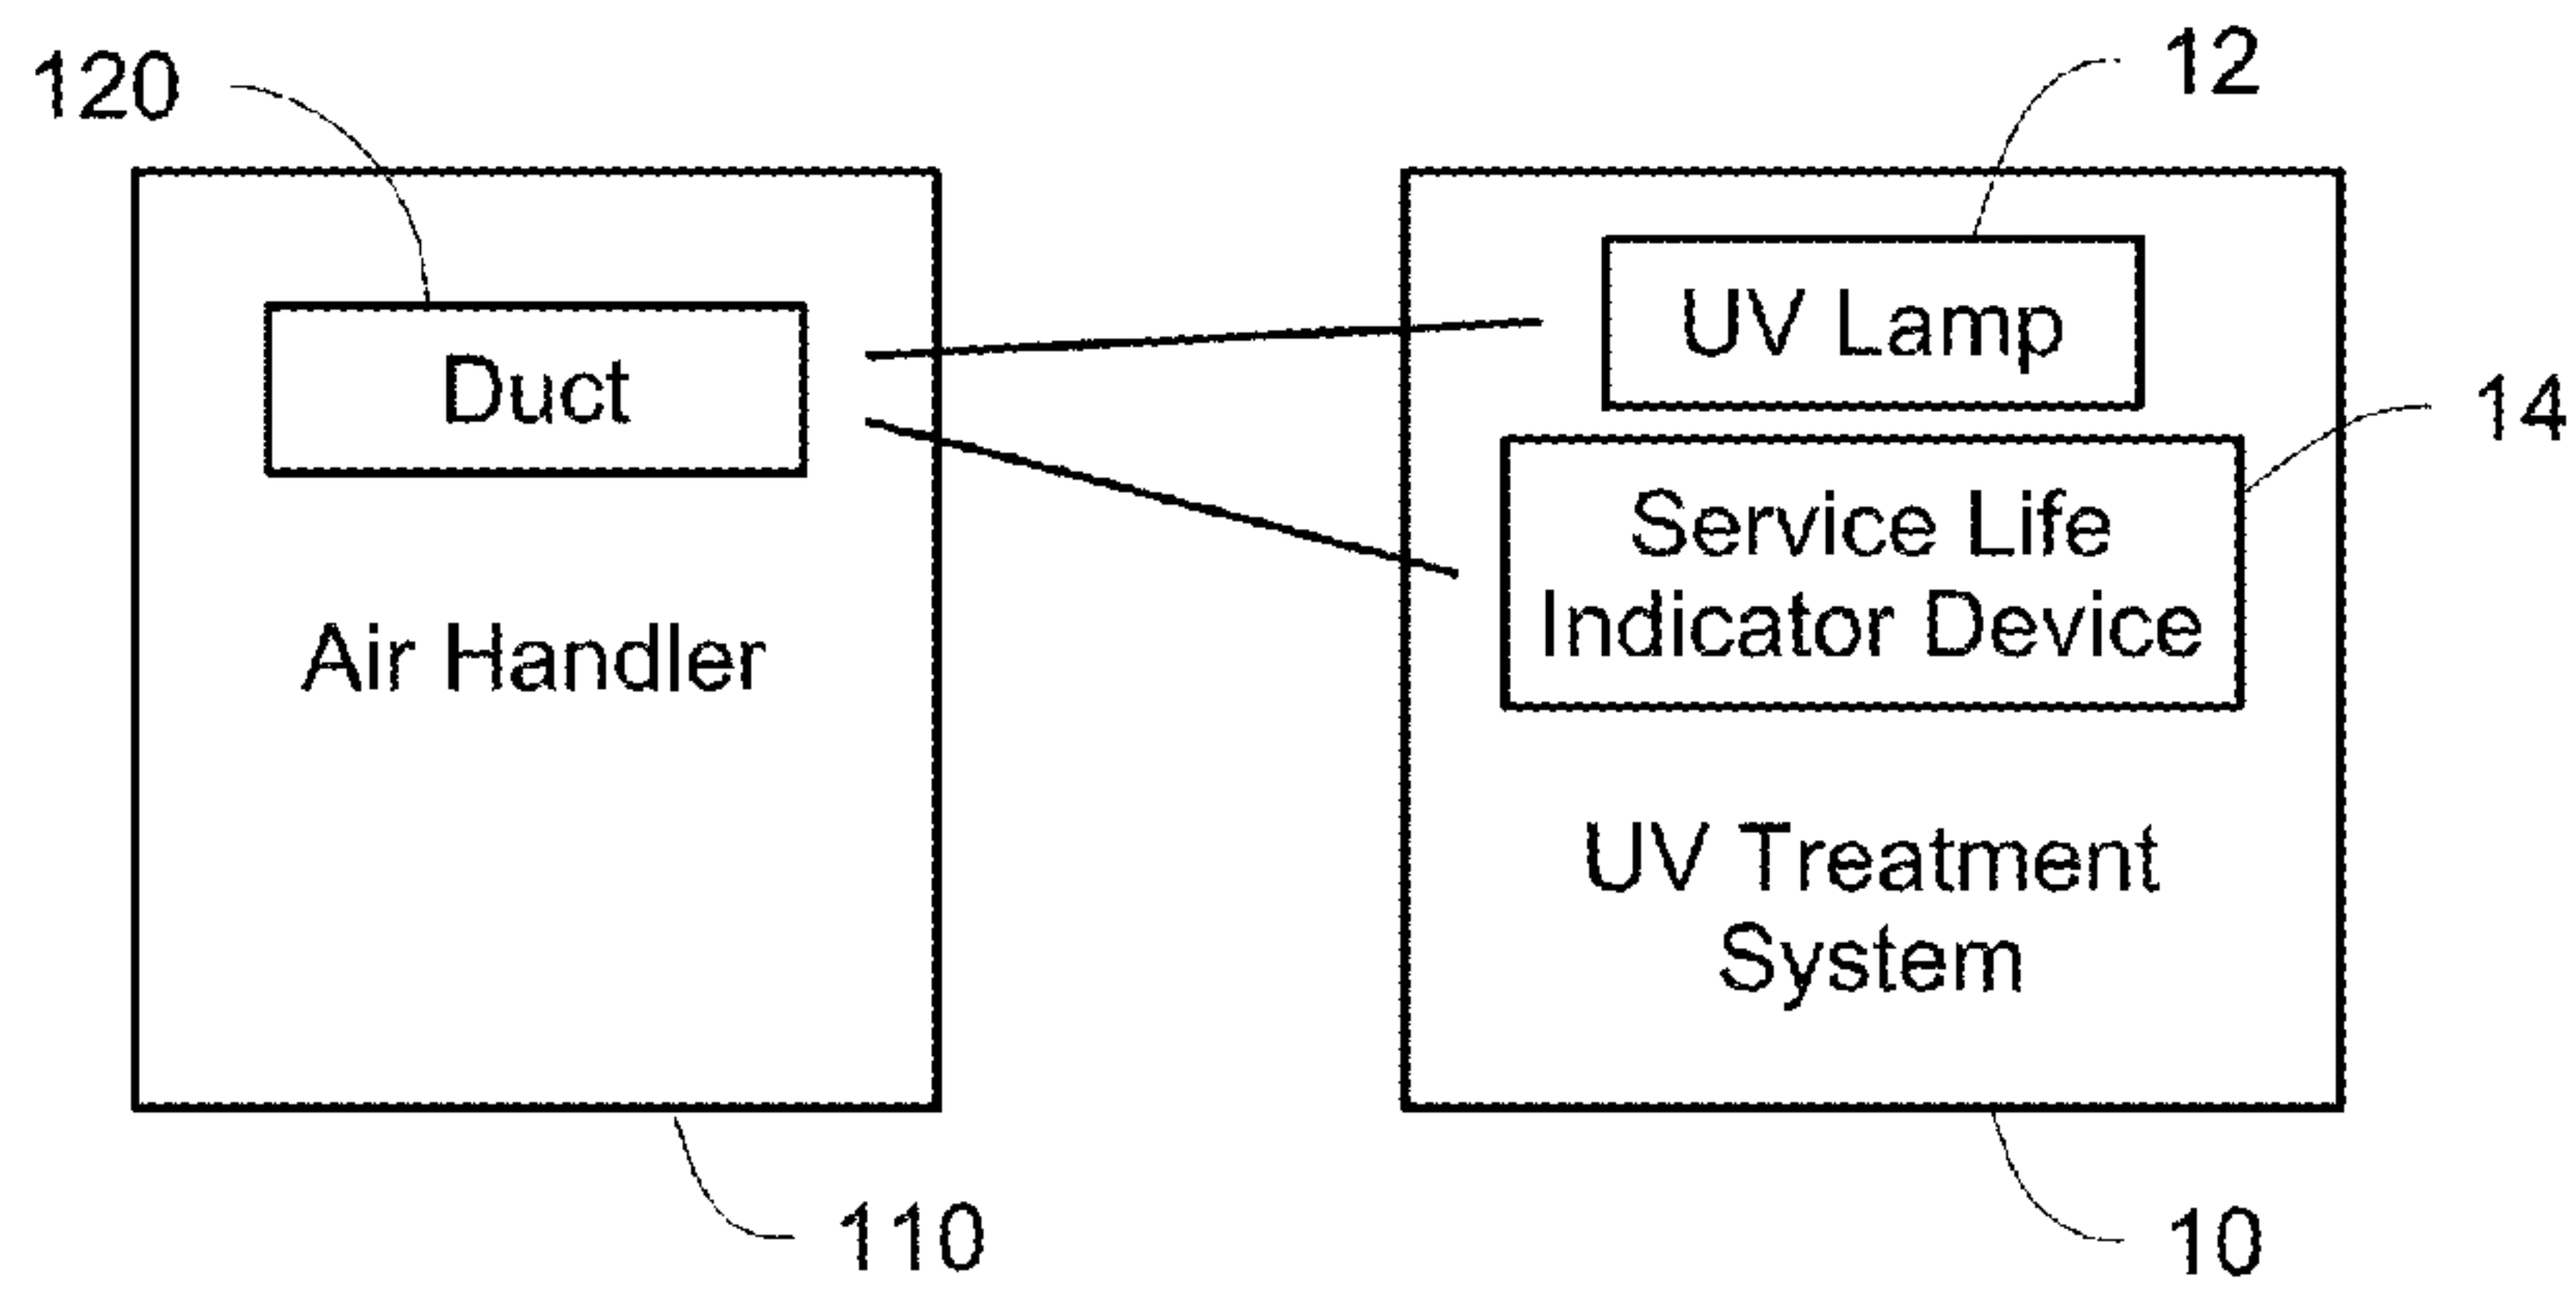 120
Duct
Air Handler
110
12
UV Lamp
14
Service Life
Indicator Device
UV Treatment
System
10